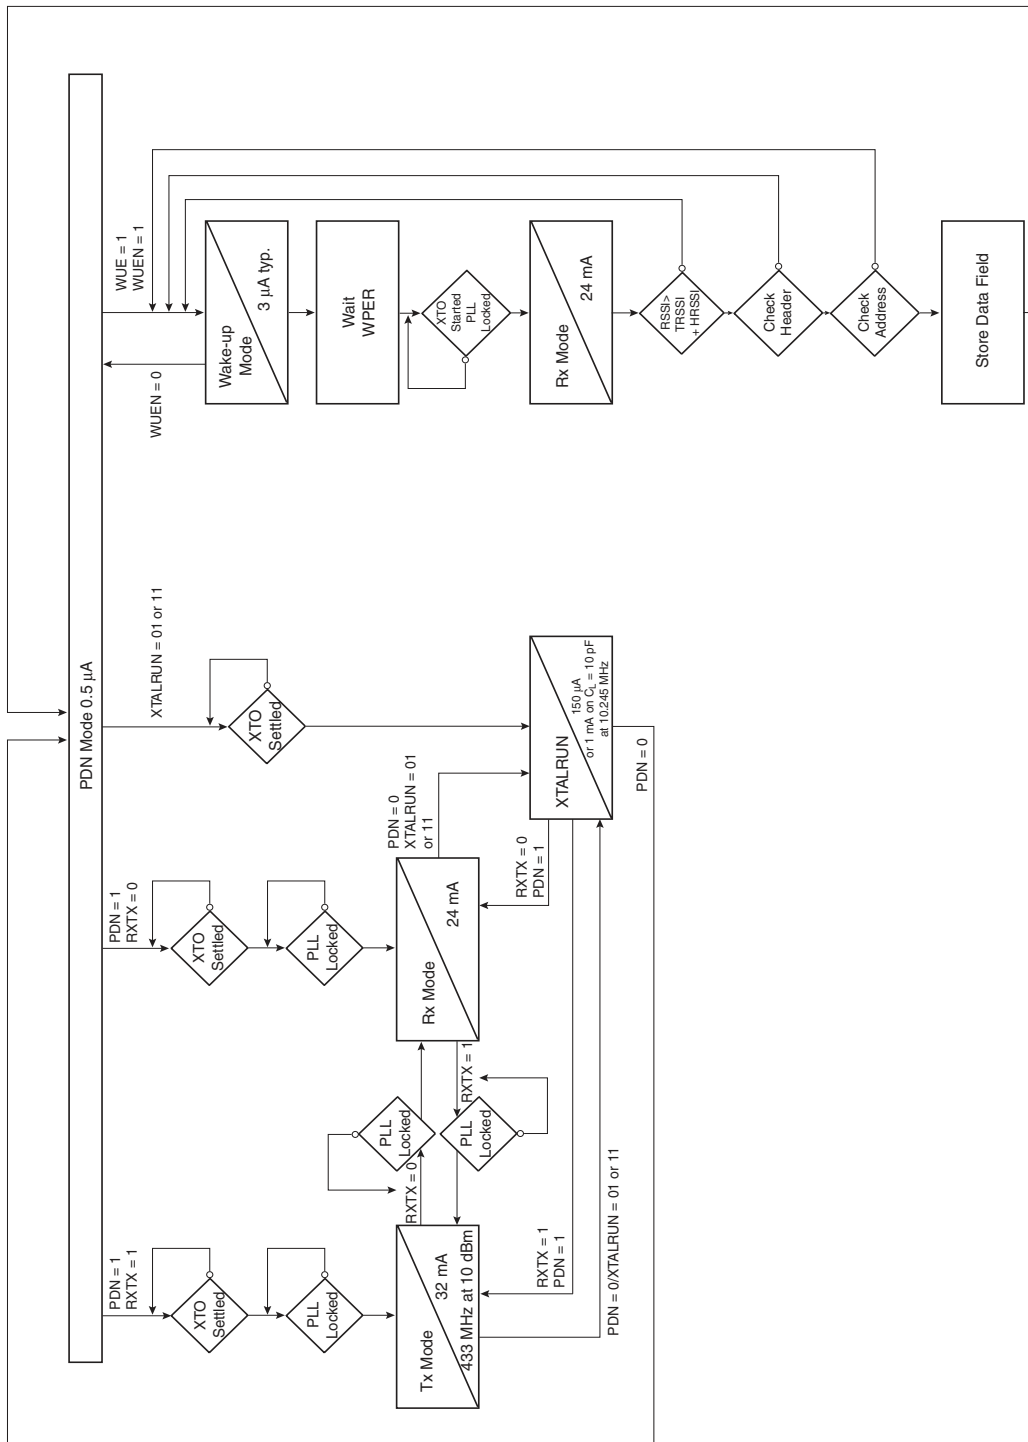 PDN Mode 0.5 µA
PDN = 1
RXTX = 1
XTO
Settled
PLL
Locked
Tx Mode
32 mA
433 MHz at 10 dBm
RXTX = 0
PLL
Locked
RXTX = 1
PLL
Locked
PDN = 1
RXTX = 0
XTO
Settled
PLL
Locked
Rx Mode
24 mA
PDN = 0
XTALRUN = 01
or 11
RXTX = 0
PDN = 1
RXTX = 1
PDN = 1
PDN = 0/XTALRUN = 01 or 11
XTALRUN = 01 or 11
XTO
Settled
XTALRUN
150 µA
or 1 mA on CL = 10 pF
at 10.245 MHz
PDN = 0
WUEN = 0
WUE = 1
WUEN = 1
Wake-up
Mode
3 µA typ.
Wait
WPER
XTO
Started
PLL
Locked
Rx Mode
24 mA
RSSI>
TRSSI
+ HRSSI
Check
Header
Check
Address
Store Data Field